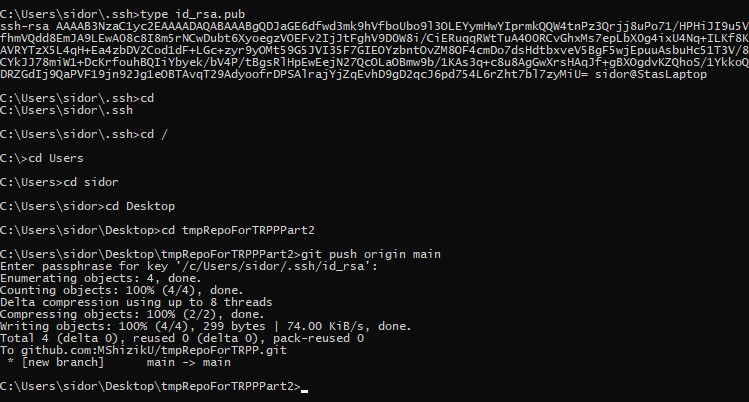 C:\Users\sidor\.ssh>type id_rsa.pub
ssh-rsa AAAAB3NzaC1yc2EAAAADAQABAAABgQDJaGE6dfwd3mk9hVfboUbo9l3OLEYymHwYIprmkQQW4tnPz3Qrjj8uPo71/HPHiJI9u5V
fhmVQdd8EmJA9LEwAO8c6I8m5rNCwDubt6XyoegzVOEFv2IjJtFghV9DOW8i/CiERuqqRWtTuA4OORCvGhxMs7epLbXOg4ixU4Nq+ILKf8K
AVRYTzX5L4qH+Ea4zbDV2Cod1dF+LGc+zyr9yOMt59G5JVI35F7GIEOYzbntOvZM8OF4cmDo7dsHdtbxveV5BgF5wjEpuuAsbuHc51T3V/8
CYkJJ78miW1+DcKrfouhBQIiYbyek/bV4P/tBgsRlHpEwEejN27QcOLaOBmw9b/1KAs3q+c8u8AgGwXrsHAqJf+gBXOgdvKZQhoS/1YkkoQ
DRZGdIj9QaPVF19jn92Jg1eOBTAvqT29AdyoofrDPSAlrajYjZqEvhD9gD2qcJ6pd754L6rZht7bl7zyMiU= sidor@StasLaptop
C:\Users\sidor\.ssh>cd
C:\Users\sidor\.ssh
C:\Users\sidor\.ssh>cd /
C:\>cd Users
C:\Users>cd sidor
C:\Users\sidor>cd Desktop
C:\Users\sidor\Desktop>cd tmpRepoForTRPPPart2
C:\Users\sidor\Desktop\tmpRepoForTRPPPart2>git push origin main
Enter passphrase for key '/c/Users/sidor/.ssh/id_rsa':
Enumerating objects: 4, done.
Counting objects: 100% (4/4), done.
Delta compression using up to 8 threads
Compressing objects: 100% (2/2), done.
Writing objects: 100% (4/4), 299 bytes | 74.00 KiB/s, done.
Total 4 (delta 0), reused 0 (delta 0), pack-reused 0
To github.com:MShizikU/tmpRepoForTRPP.git
 * [new branch]      main -> main
C:\Users\sidor\Desktop\tmpRepoForTRPPPart2>